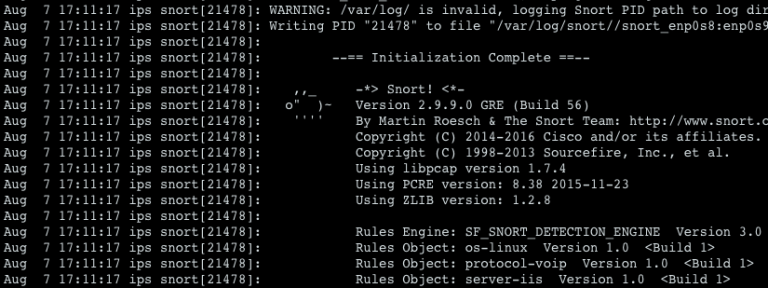 Aug  7 17:11:17 ips snort[21478]: WARNING: /var/log/ is invalid, logging Snort PID path to log dir
Aug  7 17:11:17 ips snort[21478]: Writing PID "21478" to file "/var/log/snort//snort_enp0s8:enp0s9
Aug  7 17:11:17 ips snort[21478]:
Aug  7 17:11:17 ips snort[21478]:         --== Initialization Complete ==--
Aug  7 17:11:17 ips snort[21478]:
Aug  7 17:11:17 ips snort[21478]:    ,,_     -*> Snort! <*-
Aug  7 17:11:17 ips snort[21478]:   o"  )~   Version 2.9.9.0 GRE (Build 56)
Aug  7 17:11:17 ips snort[21478]:    ''''    By Martin Roesch & The Snort Team: http://www.snort.o
Aug  7 17:11:17 ips snort[21478]:            Copyright (C) 2014-2016 Cisco and/or its affiliates.
Aug  7 17:11:17 ips snort[21478]:            Copyright (C) 1998-2013 Sourcefire, Inc., et al.
Aug  7 17:11:17 ips snort[21478]:            Using libpcap version 1.7.4
Aug  7 17:11:17 ips snort[21478]:            Using PCRE version: 8.38 2015-11-23
Aug  7 17:11:17 ips snort[21478]:            Using ZLIB version: 1.2.8
Aug  7 17:11:17 ips snort[21478]:
Aug  7 17:11:17 ips snort[21478]:            Rules Engine: SF_SNORT_DETECTION_ENGINE  Version 3.0
Aug  7 17:11:17 ips snort[21478]:            Rules Object: os-linux  Version 1.0  <Build 1>
Aug  7 17:11:17 ips snort[21478]:            Rules Object: protocol-voip  Version 1.0  <Build 1>
Aug  7 17:11:17 ips snort[21478]:            Rules Object: server-iis  Version 1.0  <Build 1>